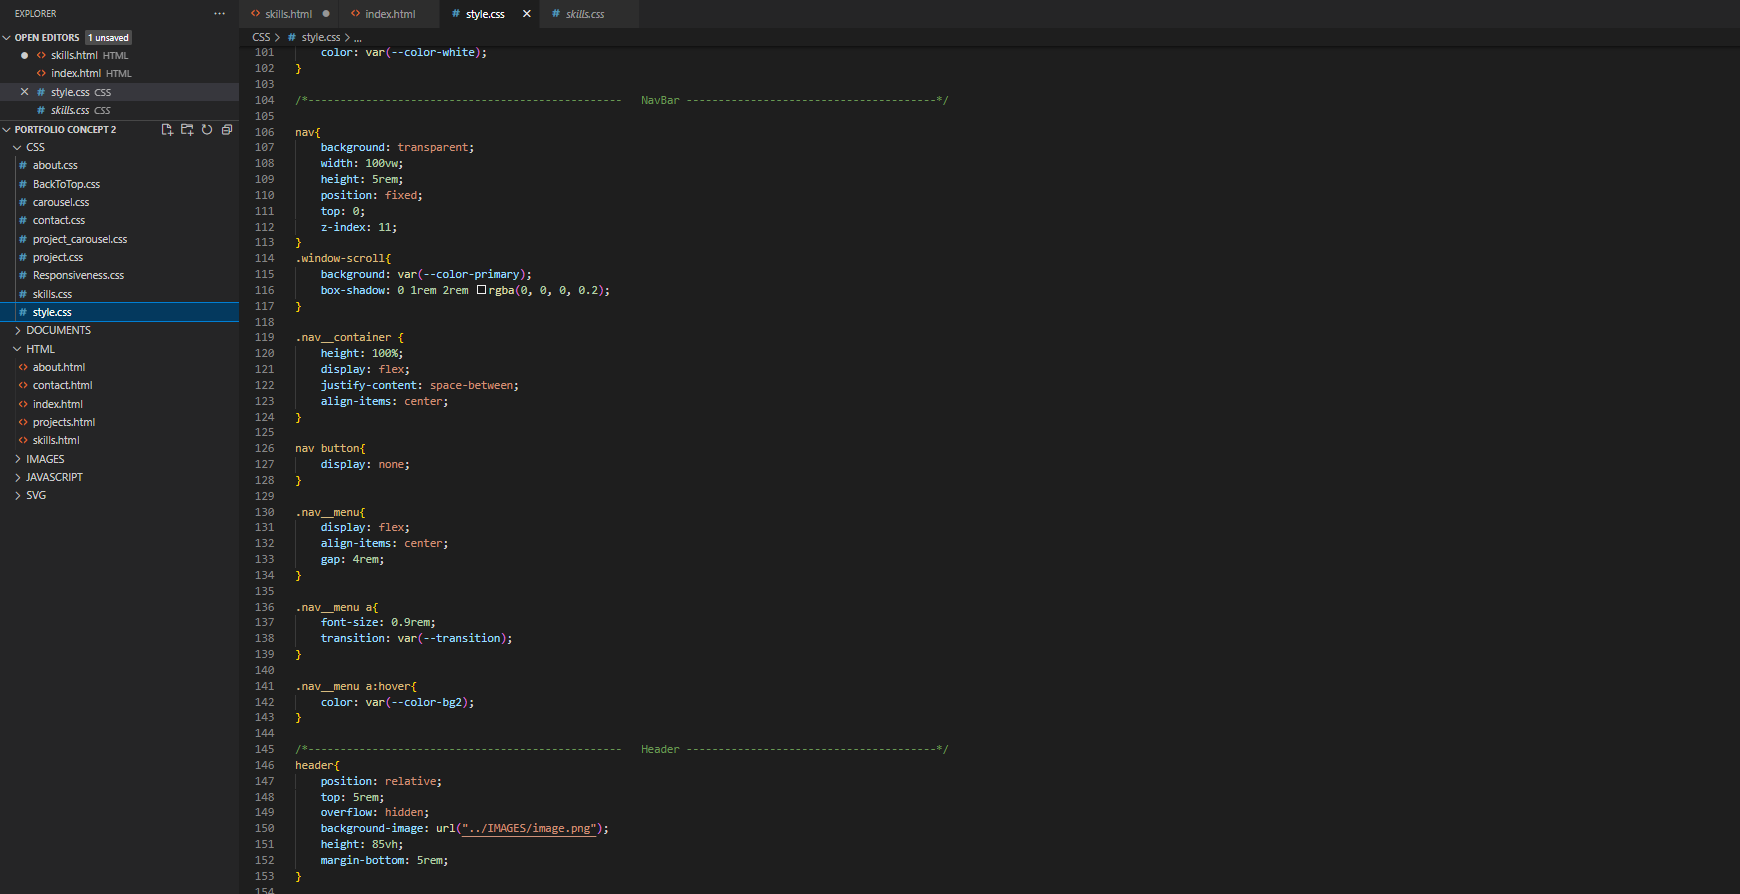 EXPLORER
OPEN EDITORS 1 unsaved
skills.html HTML
index.html HTML
style.css CSS
skills.css CSS
PORTFOLIO CONCEPT 2
CSS
about.css
BackToTop.css
carousel.css
contact.css
project_carousel.css
project.css
Responsiveness.css
skills.css
style.css
DOCUMENTS
HTML
about.html
contact.html
index.html
projects.html
skills.html
IMAGES
JAVASCRIPT
SVG
skills.html index.html style.css skills.css
CSS > # style.css > ...
101 color: var(--color-white);
102 }
103
104 /*------------------------------------------------- NavBar ---------------------------------------*/
105
106 nav{
107 background: transparent;
108 width: 100vw;
109 height: 5rem;
110 position: fixed;
111 top: 0;
112 z-index: 11;
113 }
114 .window-scroll{
115 background: var(--color-primary);
116 box-shadow: 0 1rem 2rem rgba(0, 0, 0, 0.2);
117 }
118
119 .nav__container {
120 height: 100%;
121 display: flex;
122 justify-content: space-between;
123 align-items: center;
124 }
125
126 nav button{
127 display: none;
128 }
129
130 .nav__menu{
131 display: flex;
132 align-items: center;
133 gap: 4rem;
134 }
135
136 .nav__menu a{
137 font-size: 0.9rem;
138 transition: var(--transition);
139 }
140
141 .nav__menu a:hover{
142 color: var(--color-bg2);
143 }
144
145 /*------------------------------------------------- Header ---------------------------------------*/
146 header{
147 position: relative;
148 top: 5rem;
149 overflow: hidden;
150 background-image: url("../IMAGES/image.png");
151 height: 85vh;
152 margin-bottom: 5rem;
153 }
154